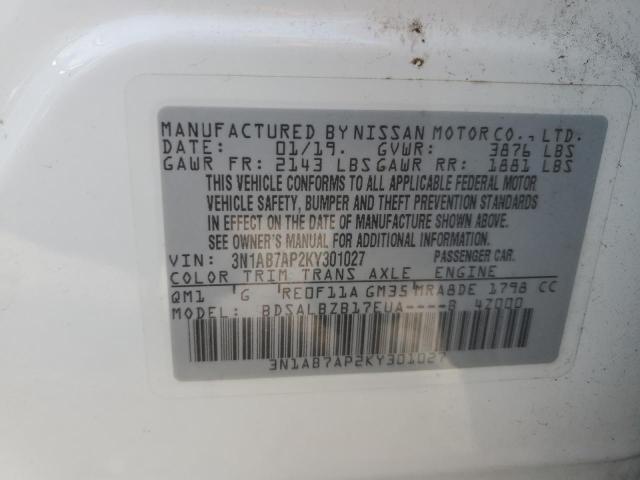 MANUFACTURED BY NISSAN MOTOR CO., LTD.
DATE: 01/19. GVWR: 3876 LBS
GAWR FR: 2143 LBS GAWR RR: 1881 LBS
THIS VEHICLE CONFORMS TO ALL APPLICABLE FEDERAL MOTOR
VEHICLE SAFETY, BUMPER, AND THEFT PREVENTION STANDARDS
IN EFFECT ON THE DATE OF MANUFACTURE SHOWN ABOVE.
SEE OWNER'S MANUAL FOR ADDITIONAL INFORMATION
VIN: 3N1AB7AP2KY301027 PASSENGER CAR.
COLOR TRIM TRANS AXLE ENGINE
QM1 G RE0F11A GM35 MRA8DE 1798 CC
MODEL: BDSALBZB17EUA----B 47000
3N1AB7AP2KY301027